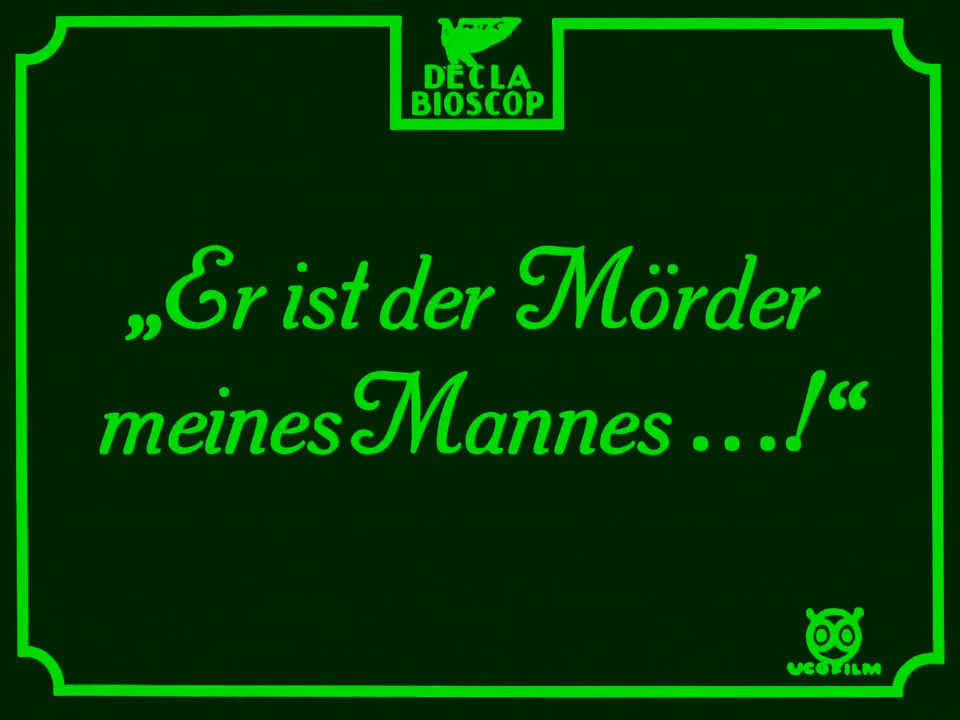 DECLA
BIOSCOP
„Er ist der Mörder
meines Mannes ...!“
UCOFILM